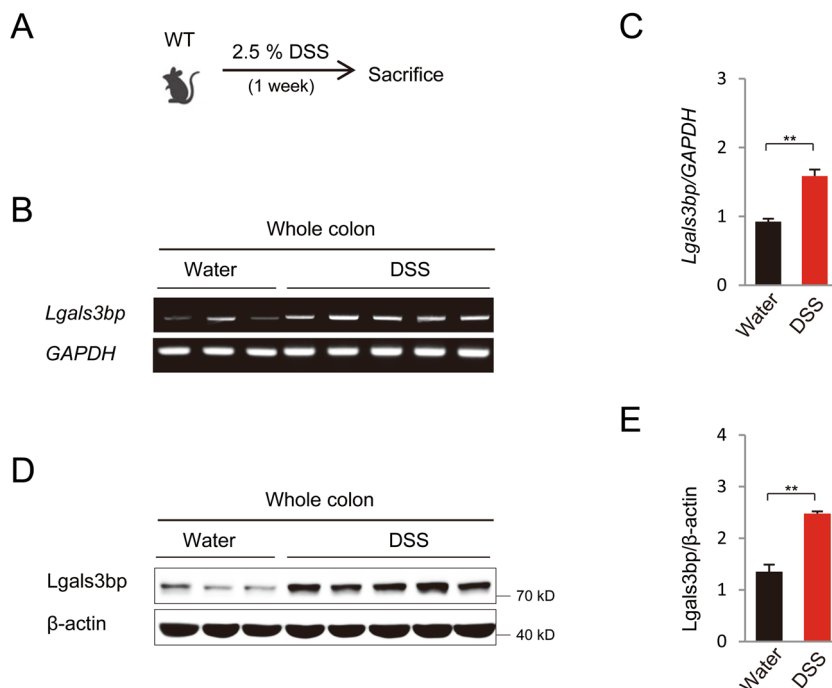 A
WT
2.5 % DSS
(1 week)
Sacrifice
B
Whole colon
Water DSS
Lgals3bp
GAPDH
C
Lgals3bp/GAPDH
3
2
1
0
**
Water DSS
D
Whole colon
Water DSS
Lgals3bp
70 kD
β-actin
40 kD
E
Lgals3bp/β-actin
4
3
2
1
0
**
Water DSS